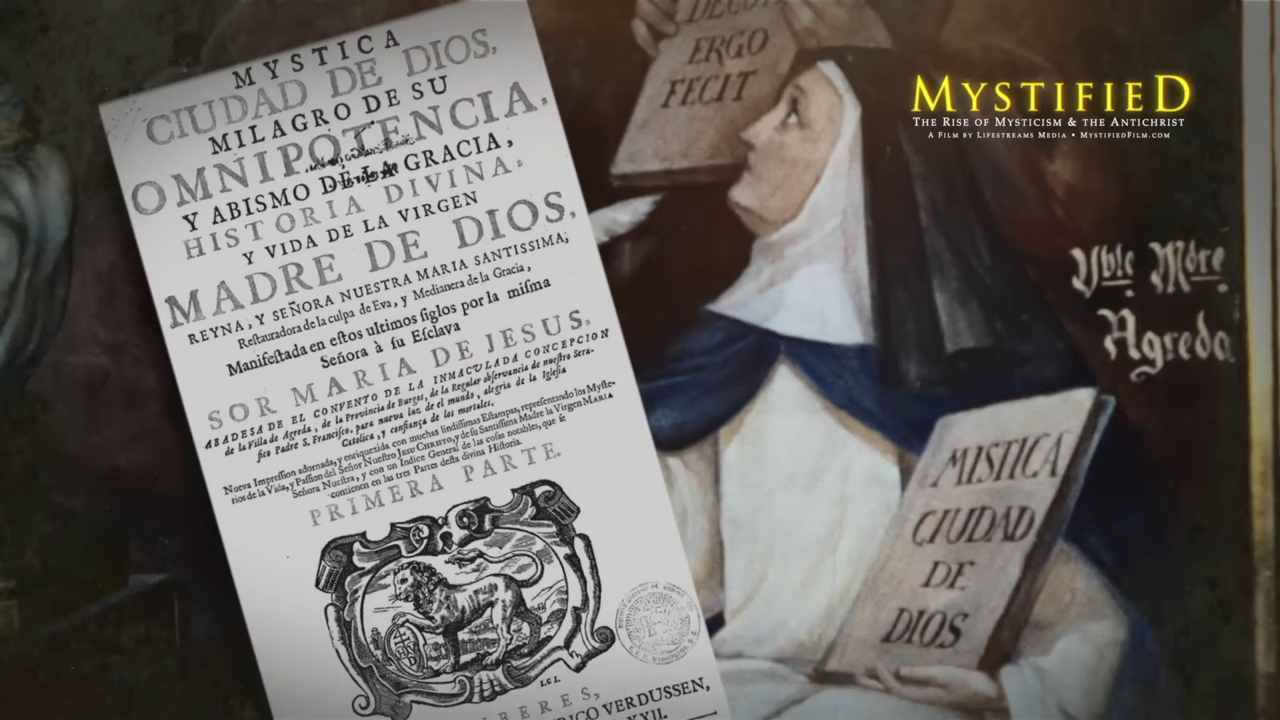 MYSTICA
CIUDAD DE DIOS,
MILAGRO DE SU
OMNIPOTENCIA,
Y ABISMO DE LA GRACIA,
HISTORIA DIVINA,
Y VIDA DE LA VIRGEN
MADRE DE DIOS,
REYNA, Y SEÑORA NUESTRA MARIA SANTISSIMA;
Reſtauradora de la culpa de Eva, y Medianera de la Gracia,
Manifeſtada en eſtos ultimos ſiglos por la miſma
Señora à ſu Eſclava
SOR MARIA DE JESUS,
ABADESA DE EL CONVENTO DE LA INMACULADA CONCEPCION
de la Villa de Agreda, de la Provincia de Burgos, de la Regular obſervancia de nueſtro Sera-
fico Padre S. Franciſco, para nueva luz de el mundo, alegria de la Igleſia
Catolica, y confiança de los mortales.
Nueva Impreſſion adornada, y enriquezida con muchas lindiſſimas Eſtampas, repreſentando los Myſte-
rios de la Vida, y Paſſion del Señor Nueſtro JESU CHRISTO, y de ſu Santiſſima Madre la Virgen MARIA
Señora Nueſtra, y con un Indice General de las coſas notables, que ſe
contienen en las tres Partes deſta divina Hiſtoria.
PRIMERA PARTE.
I.C.I.
VERDUSSEN,
XXII.
ERGO
FECIT
MYSTIFIED
THE RISE OF MYSTICISM & THE ANTICHRIST
A FILM BY LIFESTREAMS MEDIA • MYSTIFIEDFILM.COM
Vble Mdre
Agreda
MISTICA
CIUDAD
DE
DIOS